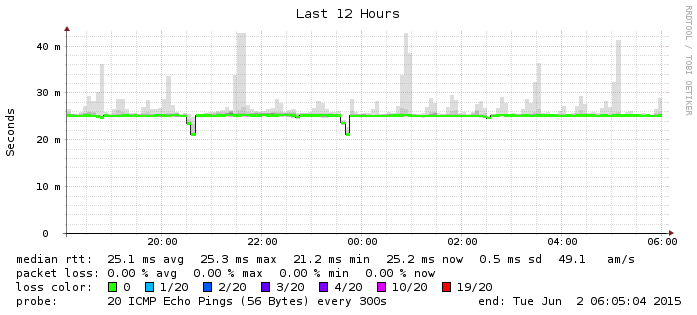 Last 12 Hours
RRDTOOL / TOBI OETIKER
Seconds
40 m
30 m
20 m
10 m
0
20:00 22:00 00:00 02:00 04:00 06:00
median rtt: 25.1 ms avg 25.3 ms max 21.2 ms min 25.2 ms now 0.5 ms sd 49.1 am/s
packet loss: 0.00 % avg 0.00 % max 0.00 % min 0.00 % now
loss color: 0 1/20 2/20 3/20 4/20 10/20 19/20
probe: 20 ICMP Echo Pings (56 Bytes) every 300s end: Tue Jun 2 06:05:04 2015